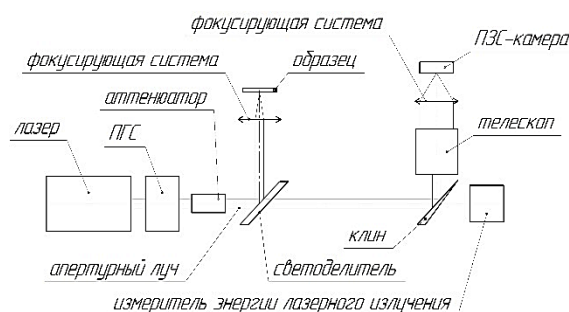 фокусирующая система
ПЗС-камера
фокусирующая система
образец
аттенюатор
телескоп
лазер
ПГС
клин
апертурный луч
светоделитель
измеритель энергии лазерного излучения